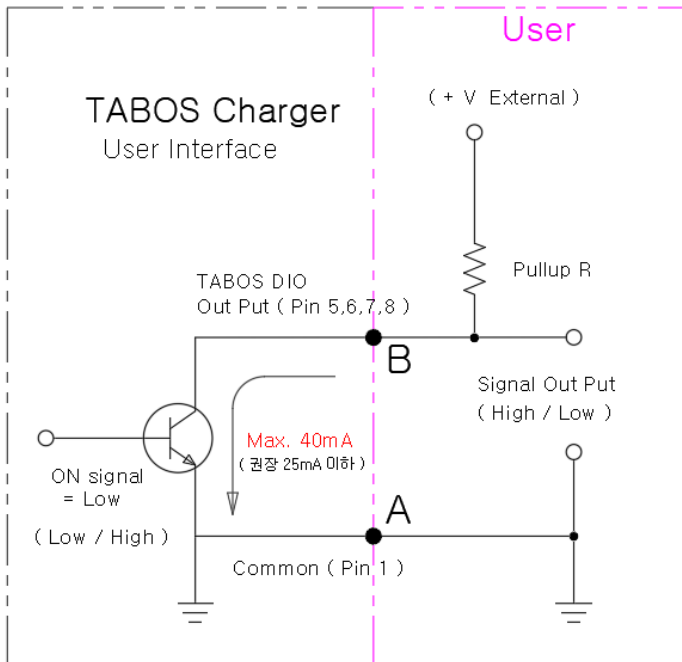 User
( + V External )
TABOS Charger
User Interface
Pullup R
TABOS DIO
Out Put ( Pin 5,6,7,8 )
B
Signal Out Put
( High / Low )
Max. 40mA
( 권장 25mA 이하 )
ON signal
= Low
( Low / High )
A
Common ( Pin 1 )